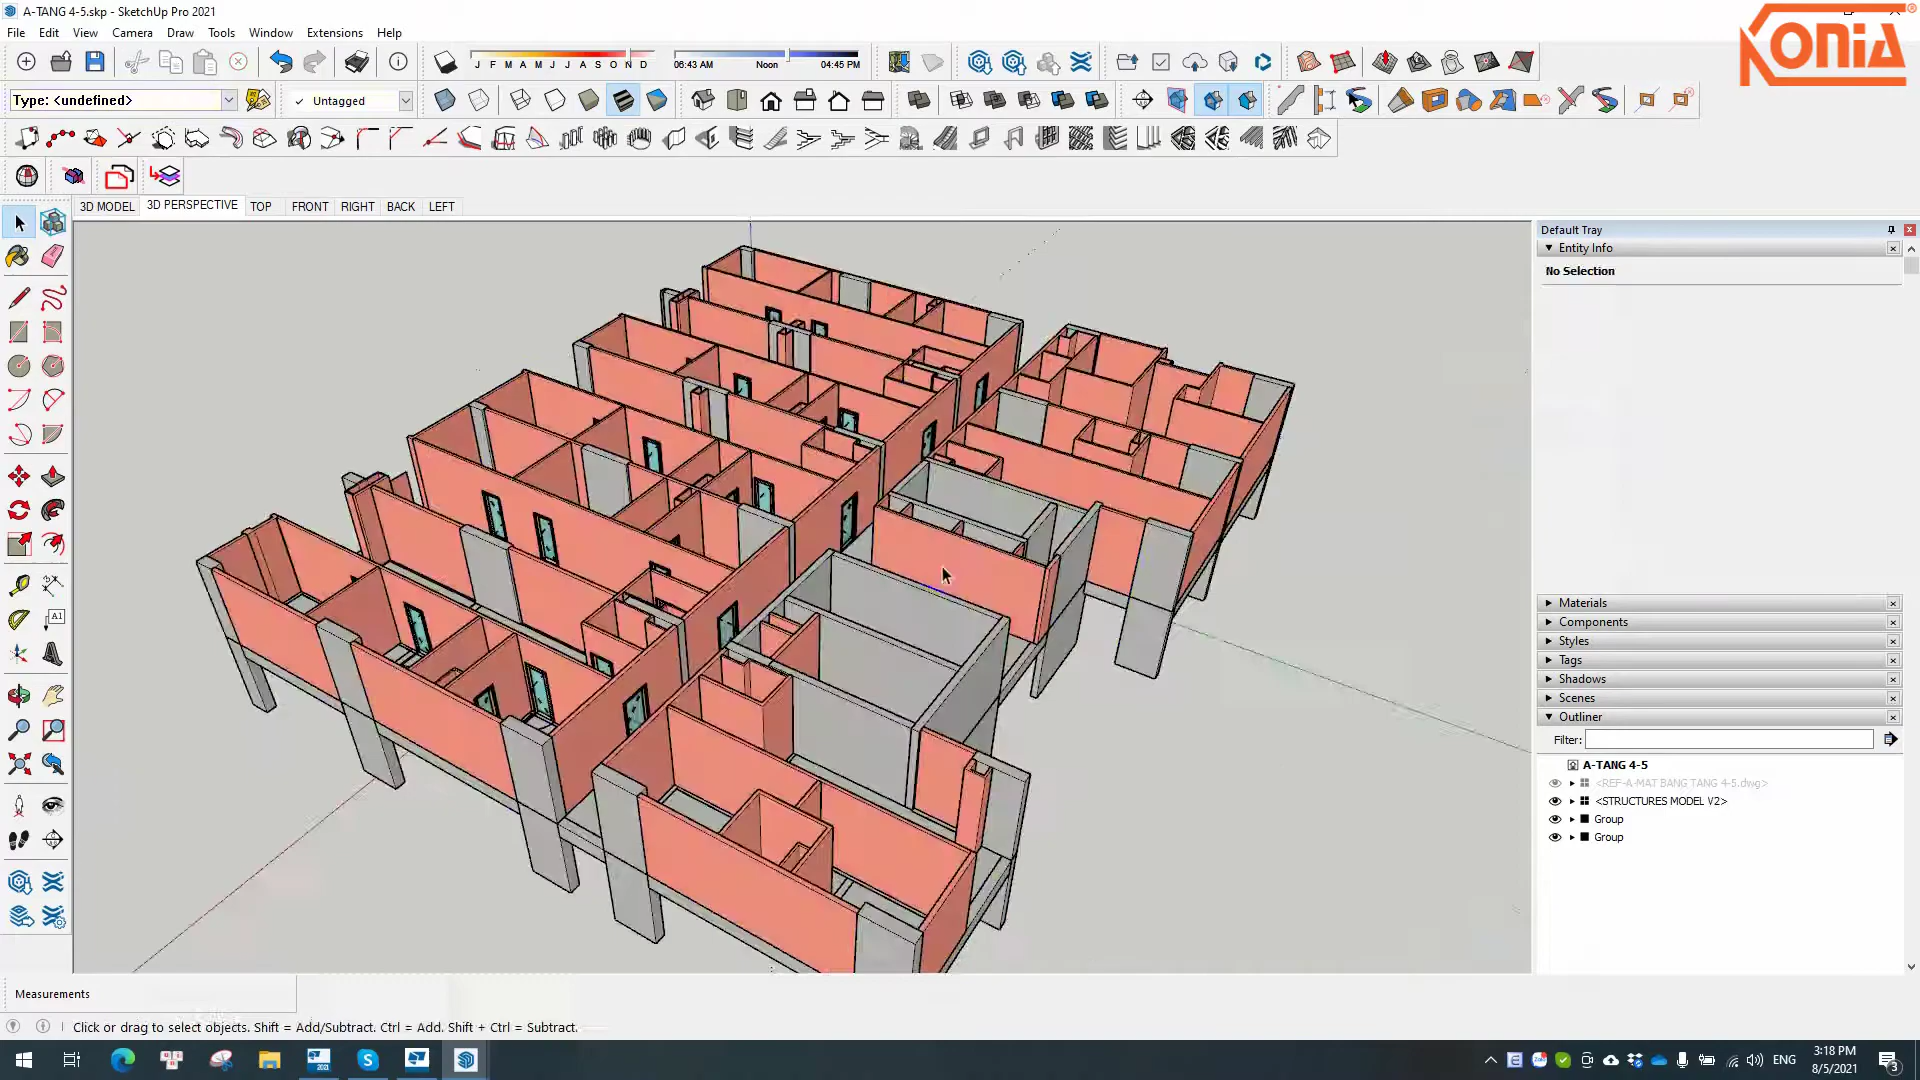 A-TANG 4-5.skp - SketchUp Pro 2021
KONIA ®
File Edit View Camera Draw Tools Window Extensions Help
J F M A M J J A S O N D
06:43 AM Noon 04:45 PM
Type: <undefined>
Untagged
3D MODEL 3D PERSPECTIVE TOP FRONT RIGHT BACK LEFT
Default Tray
Entity Info
No Selection
Materials
Components
Styles
Tags
Shadows
Scenes
Outliner
Filter:
A-TANG 4-5
<REF-A-MAT BANG TANG 4-5.dwg>
<STRUCTURES MODEL V2>
Group
Group
Measurements
Click or drag to select objects. Shift = Add/Subtract. Ctrl = Add. Shift + Ctrl = Subtract.
ENG
3:18 PM
8/5/2021
3